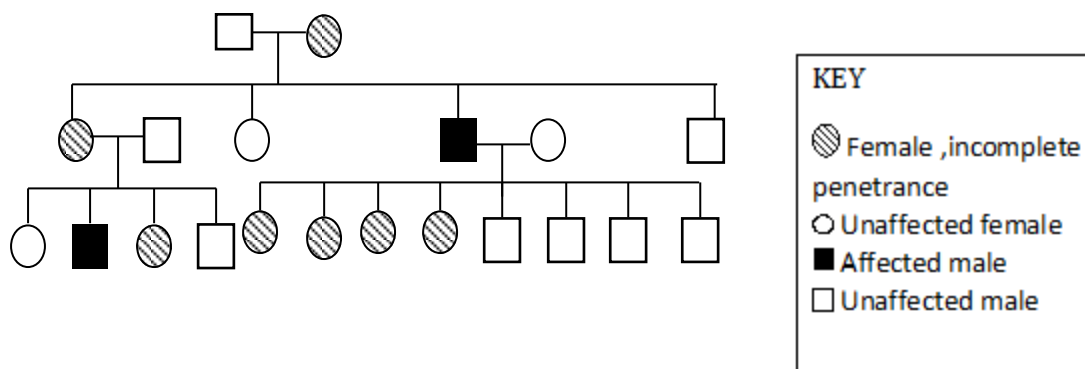 KEY
Female ,incomplete
penetrance
Unaffected female
Affected male
Unaffected male